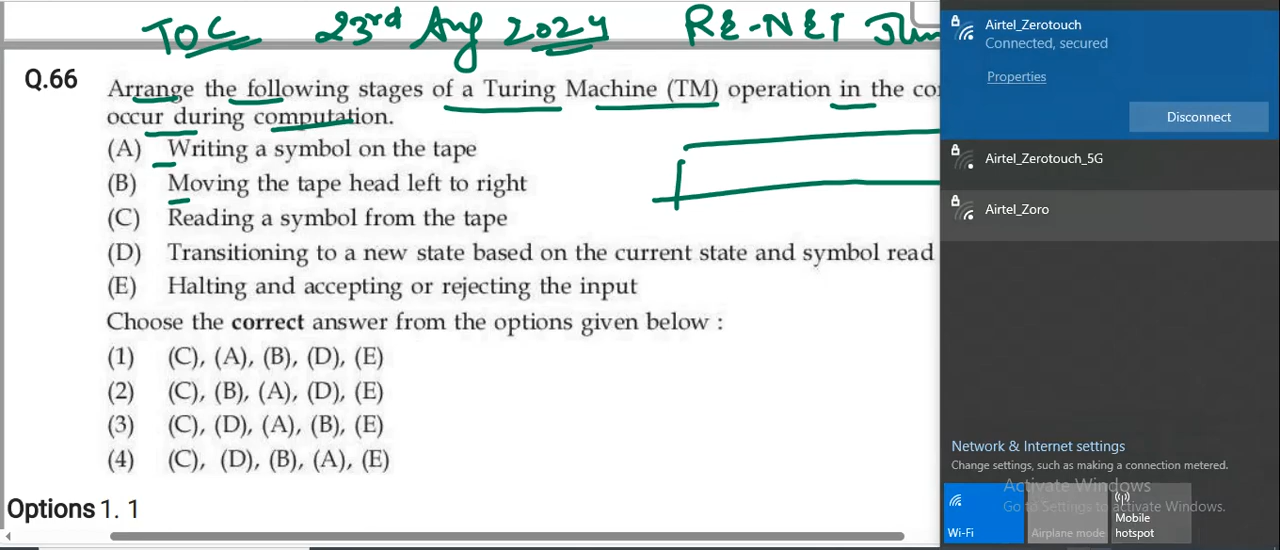 TOC 23rd Aug 2024 RE-NET
Q.66
Arrange the following stages of a Turing Machine (TM) operation in the
occur during computation.
(A) Writing a symbol on the tape
(B) Moving the tape head left to right
(C) Reading a symbol from the tape
(D) Transitioning to a new state based on the current state and symbol read
(E) Halting and accepting or rejecting the input
Choose the correct answer from the options given below :
(1) (C), (A), (B), (D), (E)
(2) (C), (B), (A), (D), (E)
(3) (C), (D), (A), (B), (E)
(4) (C), (D), (B), (A), (E)
Options 1. 1
Airtel_Zerotouch
Connected, secured
Properties
Disconnect
Airtel_Zerotouch_5G
Airtel_Zoro
Network & Internet settings
Change settings, such as making a connection metered.
Activate Windows
Go to Settings to activate Windows.
Wi-Fi
Airplane mode
Mobile
hotspot